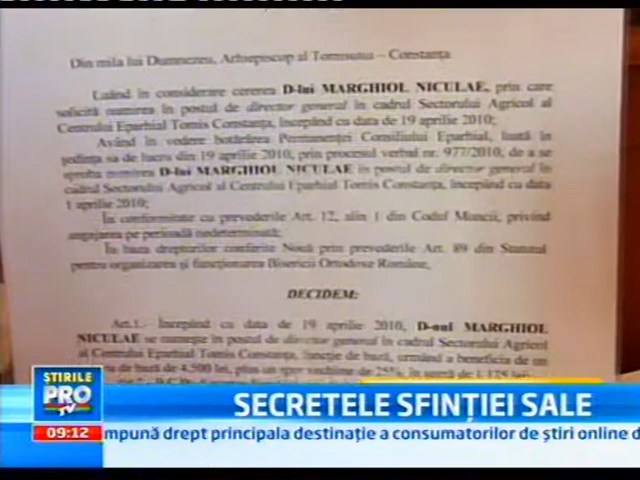 Din mila lui Dumnezeu, Arhiepiscop al Tomisului – Constanța
Luând în considerare cererea D-lui MARGHIOL NICULAE, prin care
solicită numirea în postul de director general în cadrul Sectorului Agricol al
Centrului Eparhial Tomis Constanța, începând cu data de 19 aprilie 2010;
Având în vedere hotărârea Permanenței Consiliului Eparhial, luată în
ședința sa de lucru din 19 aprilie 2010, prin procesul verbal nr. 977/2010, de a se
aproba numirea D-lui MARGHIOL NICULAE în postul de director general în
cadrul Sectorului Agricol al Centrului Eparhial Tomis Constanța, începând cu data
1 aprilie 2010;
În conformitate cu prevederile Art. 12, alin 1 din Codul Muncii, privind
angajarea pe perioadă nedeterminată;
În baza drepturilor conferite Nouă prin prevederile Art. 89 din Statutul
pentru organizarea și funcționarea Bisericii Ortodoxe Române,
DECIDEM:
Art.1.- Începând cu data de 19 aprilie 2010, D-nul MARGHIOL
NICULAE se numește în postul de director general în cadrul Sectorului Agricol
al Centrului Eparhial Tomis Constanța, funcție de bază, urmând a beneficia de un
de bază de 4.500 lei, plus un spor de 25%, în sumă de 1.125 lei
ȘTIRILE
PRO
TV
SECRETELE SFINȚIEI SALE
09:12 mpună drept principala destinație a consumatorilor de știri online d